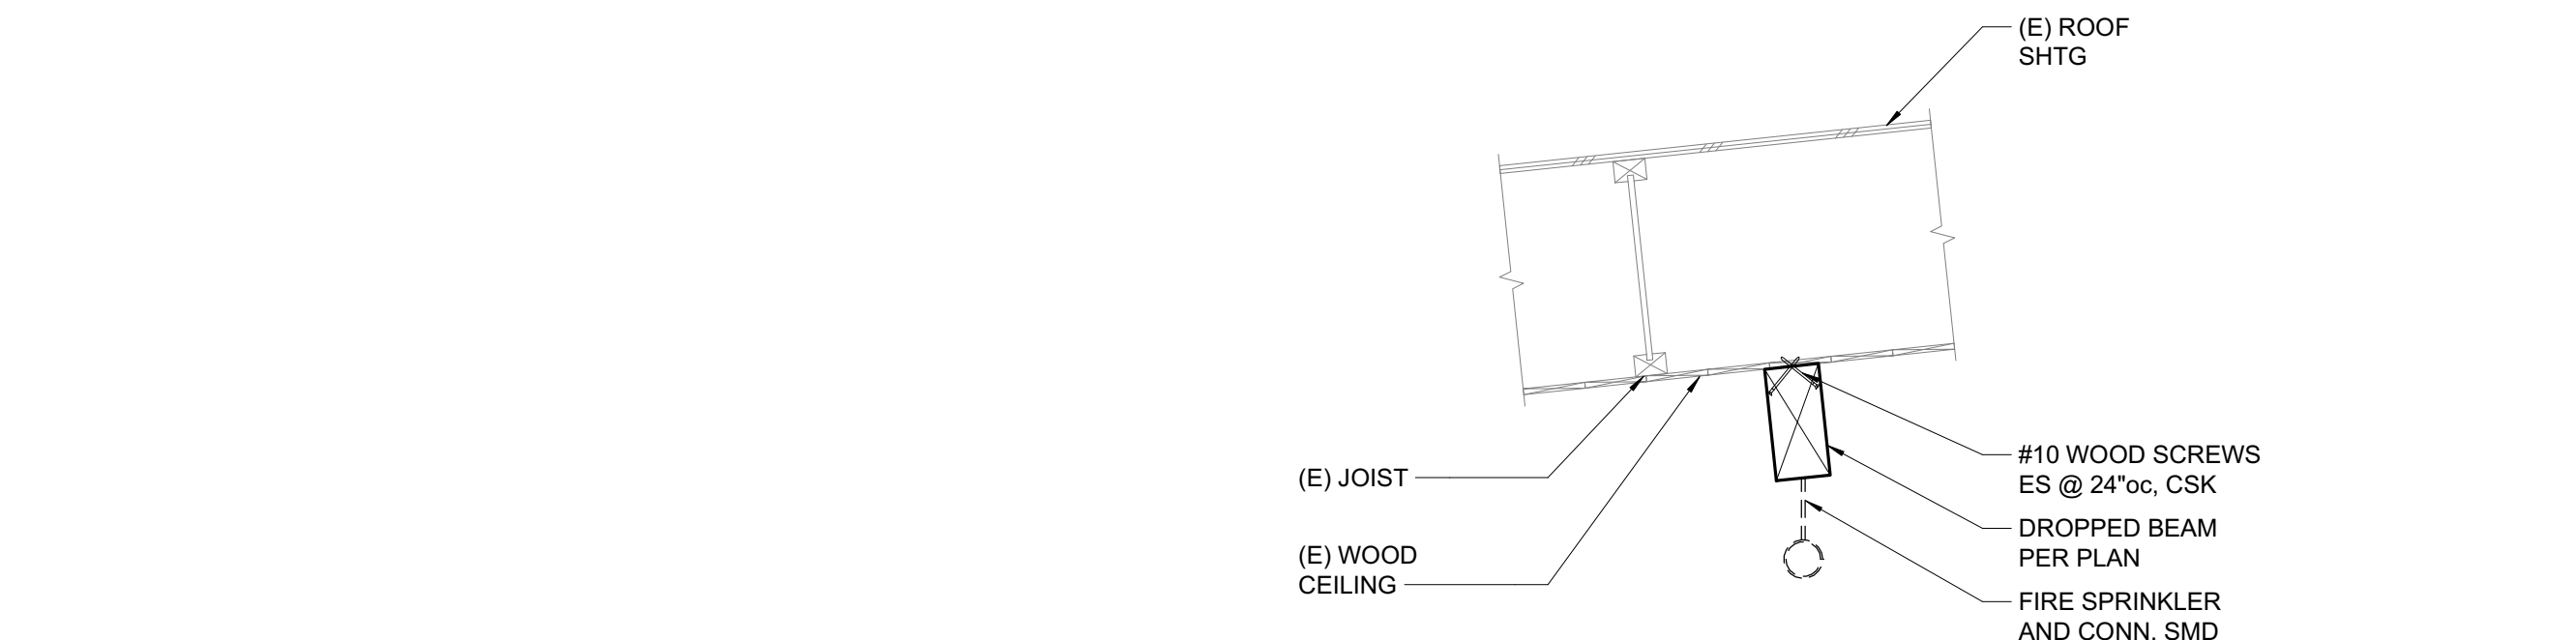 (E) ROOF
SHTG
(E) JOIST
(E) WOOD
CEILING
#10 WOOD SCREWS
ES @ 24"oc, CSK
DROPPED BEAM
PER PLAN
FIRE SPRINKLER
AND CONN. SMD